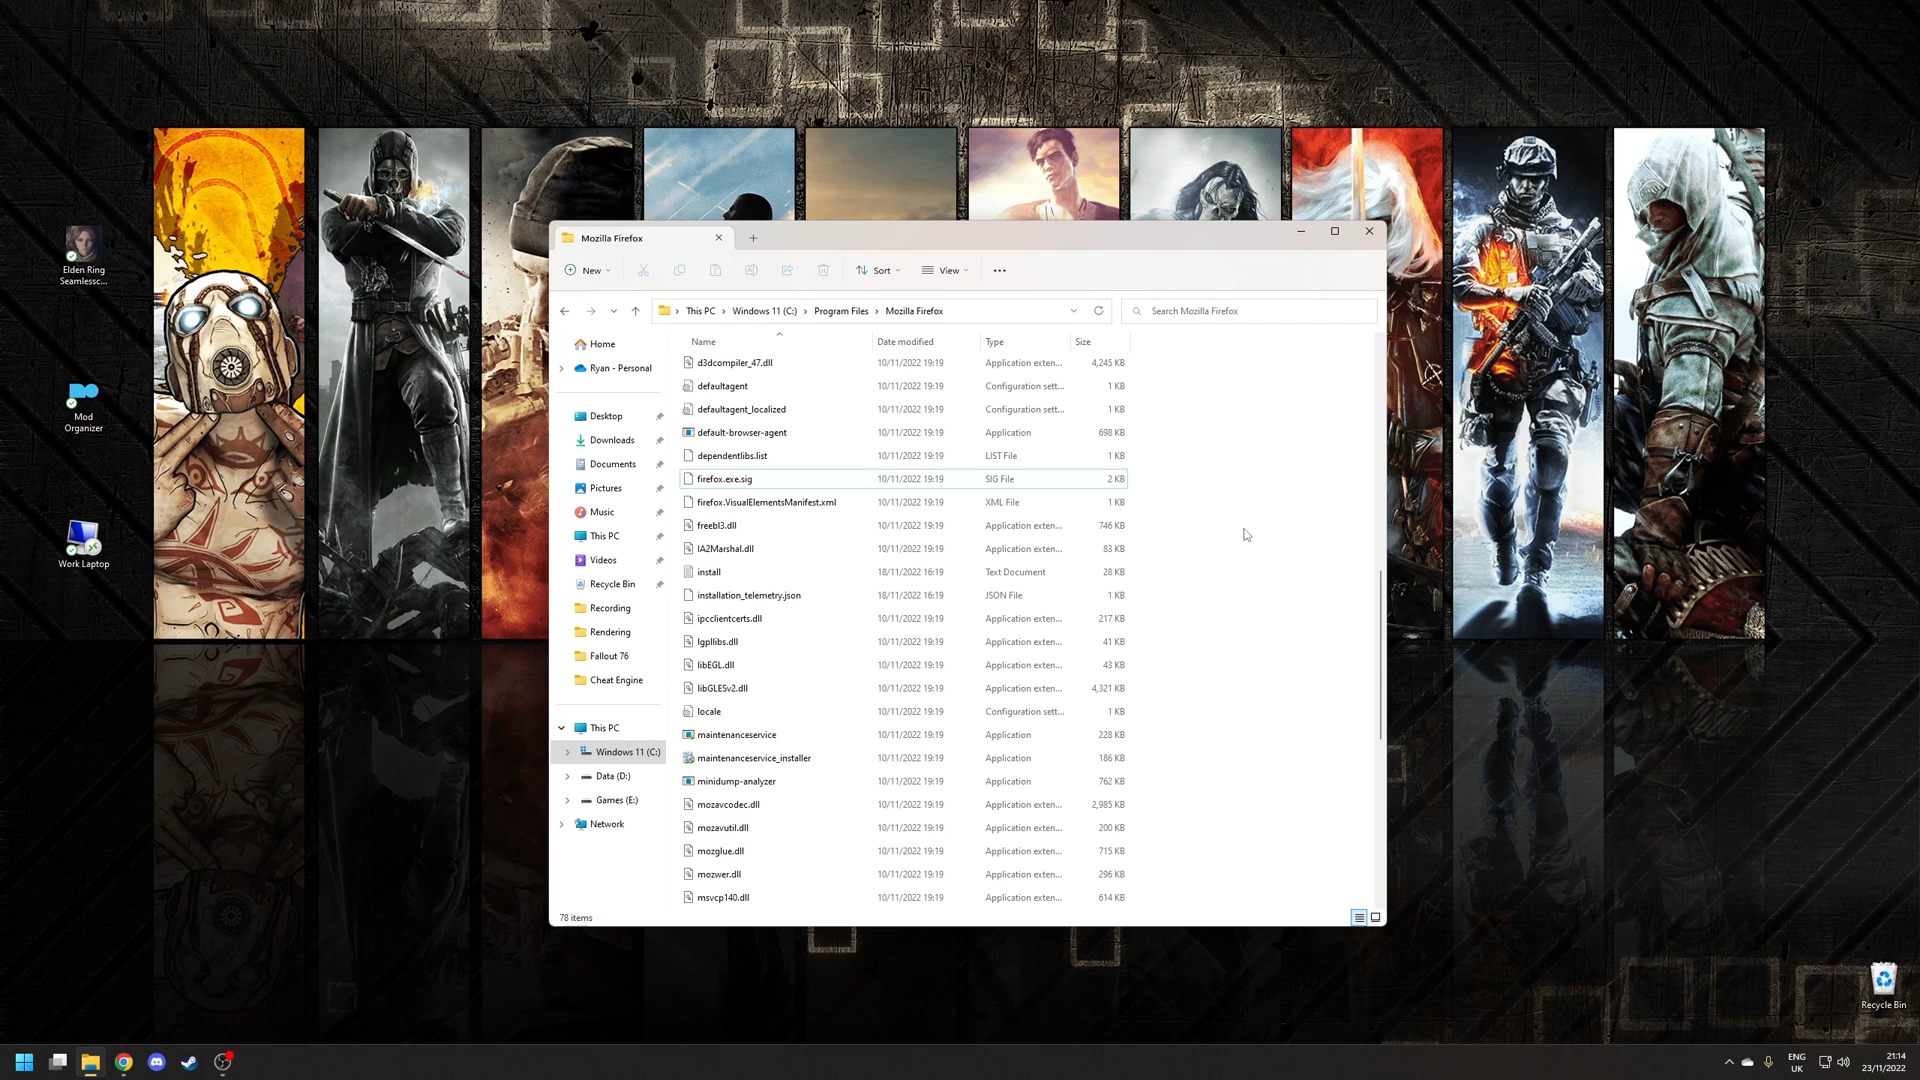 Elden Ring
Seamlessc...
Mod
Organizer
Work Laptop
Mozilla Firefox
New
Sort
View
This PC
Windows 11 (C:)
Program Files
Mozilla Firefox
Search Mozilla Firefox
Home
Ryan - Personal
Desktop
Downloads
Documents
Pictures
Music
This PC
Videos
Recycle Bin
Recording
Rendering
Fallout 76
Cheat Engine
This PC
Windows 11 (C:)
Data (D:)
Games (E:)
Network
Name Date modified Type Size
d3dcompiler_47.dll 10/11/2022 19:19 Application exten... 4,245 KB
defaultagent 10/11/2022 19:19 Configuration sett... 1 KB
defaultagent_localized 10/11/2022 19:19 Configuration sett... 1 KB
default-browser-agent 10/11/2022 19:19 Application 698 KB
dependentlibs.list 10/11/2022 19:19 LIST File 1 KB
firefox.exe.sig 10/11/2022 19:19 SIG File 2 KB
firefox.VisualElementsManifest.xml 10/11/2022 19:19 XML File 1 KB
freebl3.dll 10/11/2022 19:19 Application exten... 746 KB
IA2Marshal.dll 10/11/2022 19:19 Application exten... 83 KB
install 18/11/2022 16:19 Text Document 28 KB
installation_telemetry.json 18/11/2022 16:19 JSON File 1 KB
ipcclientcerts.dll 10/11/2022 19:19 Application exten... 217 KB
lgpllibs.dll 10/11/2022 19:19 Application exten... 41 KB
libEGL.dll 10/11/2022 19:19 Application exten... 43 KB
libGLESv2.dll 10/11/2022 19:19 Application exten... 4,321 KB
locale 10/11/2022 19:19 Configuration sett... 1 KB
maintenanceservice 10/11/2022 19:19 Application 228 KB
maintenanceservice_installer 10/11/2022 19:19 Application 186 KB
minidump-analyzer 10/11/2022 19:19 Application 762 KB
mozavcodec.dll 10/11/2022 19:19 Application exten... 2,985 KB
mozavutil.dll 10/11/2022 19:19 Application exten... 200 KB
mozglue.dll 10/11/2022 19:19 Application exten... 715 KB
mozwer.dll 10/11/2022 19:19 Application exten... 296 KB
msvcp140.dll 10/11/2022 19:19 Application exten... 614 KB
78 items
Recycle Bin
ENG
UK
21:14
23/11/2022